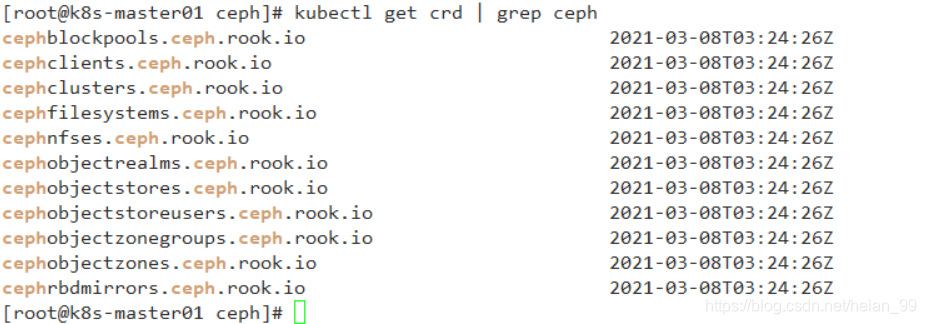 [root@k8s-master01 ceph]# kubectl get crd | grep ceph
cephblockpools.ceph.rook.io 2021-03-08T03:24:26Z
cephclients.ceph.rook.io 2021-03-08T03:24:26Z
cephclusters.ceph.rook.io 2021-03-08T03:24:26Z
cephfilesystems.ceph.rook.io 2021-03-08T03:24:26Z
cephnfses.ceph.rook.io 2021-03-08T03:24:26Z
cephobjectrealms.ceph.rook.io 2021-03-08T03:24:26Z
cephobjectstores.ceph.rook.io 2021-03-08T03:24:26Z
cephobjectstoreusers.ceph.rook.io 2021-03-08T03:24:26Z
cephobjectzonegroups.ceph.rook.io 2021-03-08T03:24:26Z
cephobjectzones.ceph.rook.io 2021-03-08T03:24:26Z
cephrbdmirrors.ceph.rook.io 2021-03-08T03:24:26Z
[root@k8s-master01 ceph]#
https://blog.csdn.net/heian_99